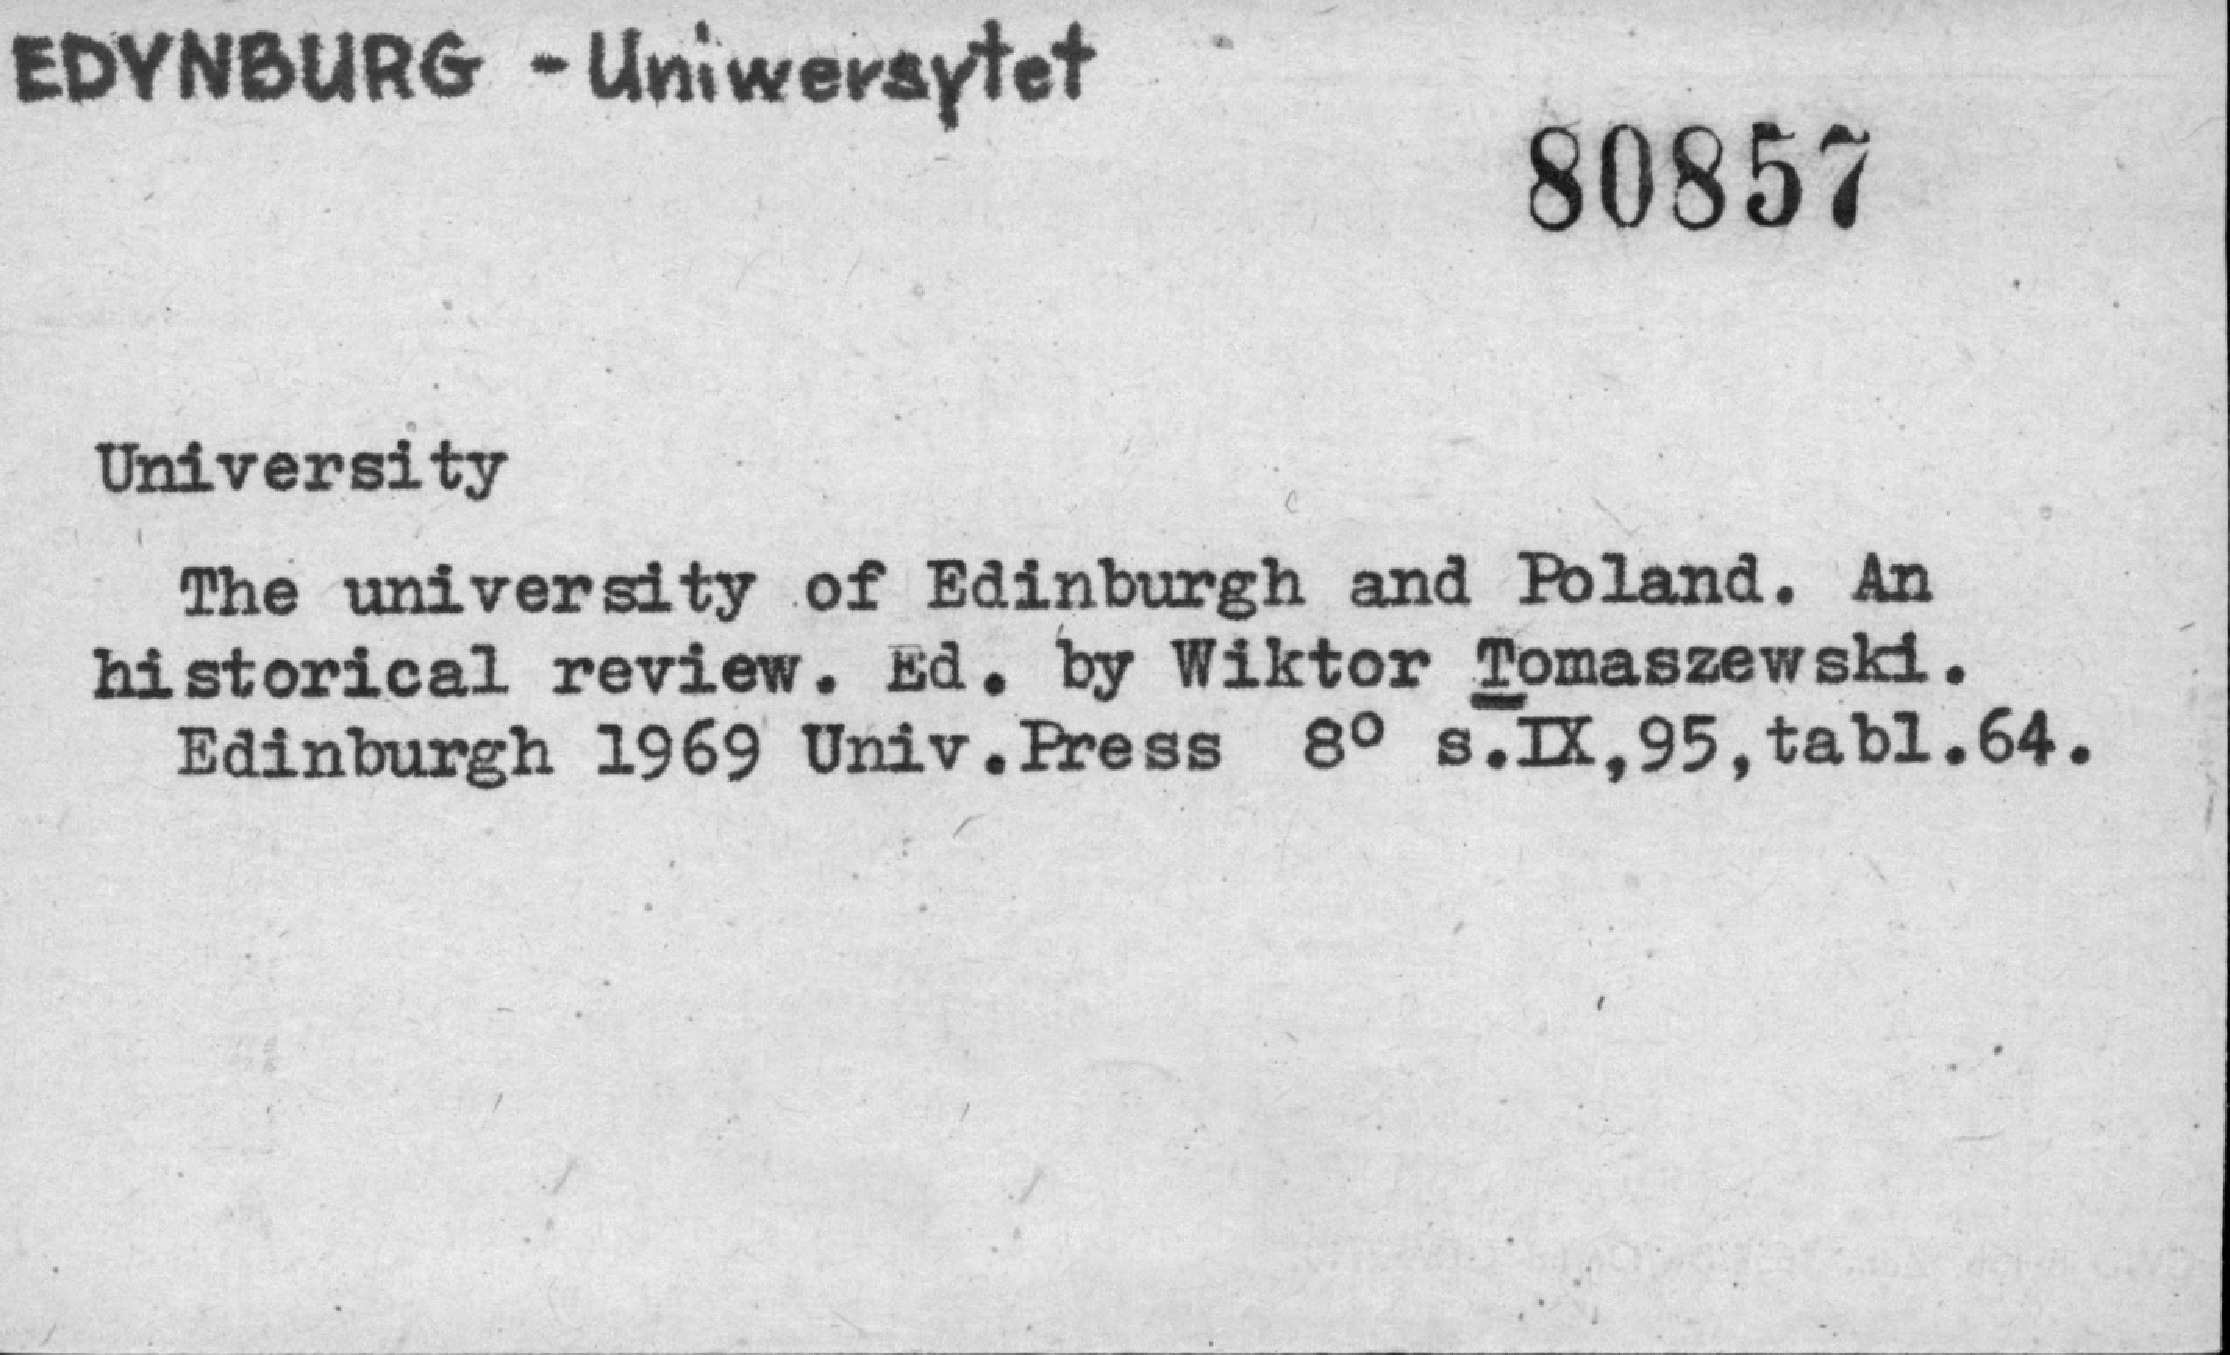 EDYNBURG - Uniwersytet
80857
University
The university of Edinburgh and Poland. An
historical review. Ed. by Wiktor Tomaszewski.
Edinburgh 1969 Univ.Press 8° s.IX,95,tabl.64.